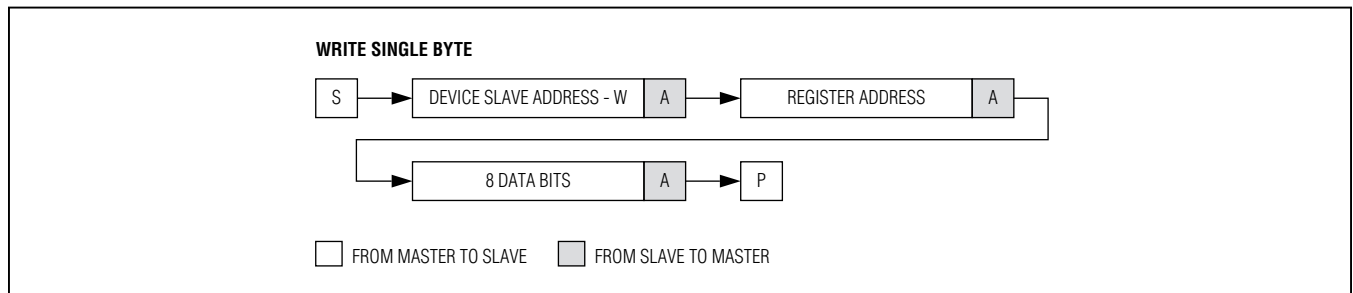 WRITE SINGLE BYTE
S DEVICE SLAVE ADDRESS - W A REGISTER ADDRESS A
8 DATA BITS A P
FROM MASTER TO SLAVE FROM SLAVE TO MASTER